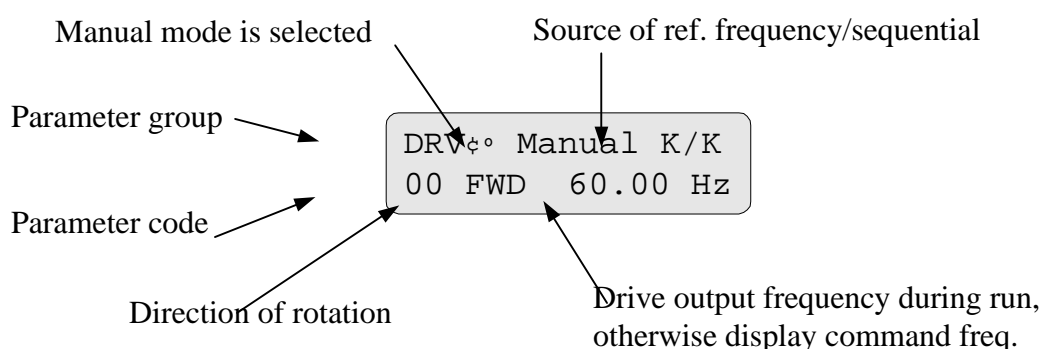 Manual mode is selected
Source of ref. frequency/sequential
Parameter group
DRV¢º Manual K/K
00 FWD 60.00 Hz
Parameter code
Direction of rotation
Drive output frequency during run,
otherwise display command freq.